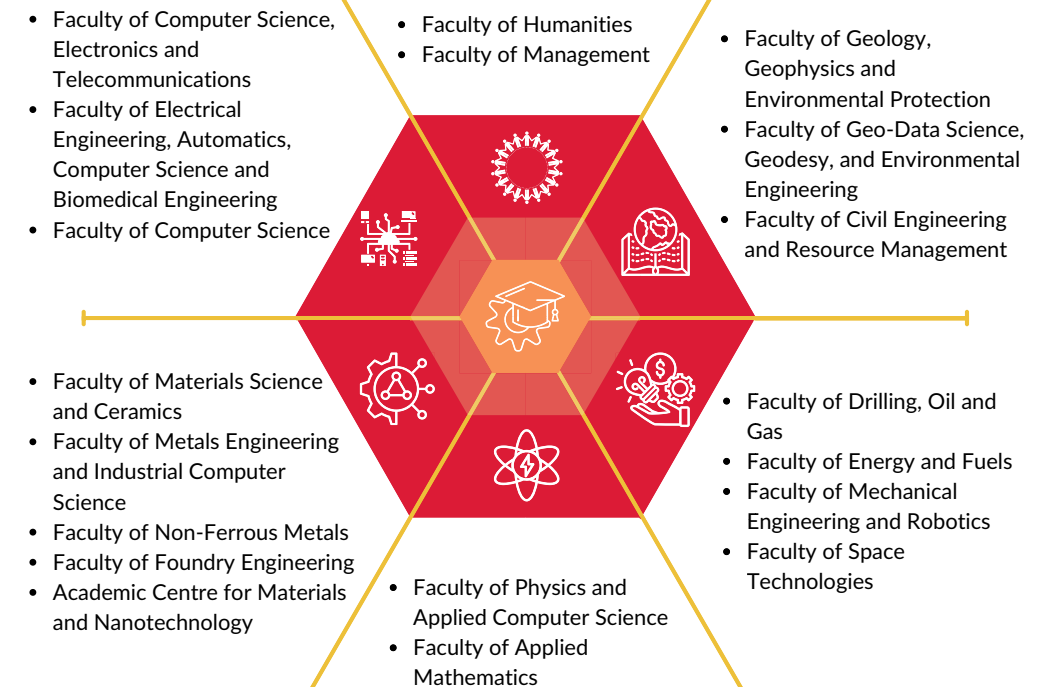 • Faculty of Computer Science,
Electronics and
Telecommunications
• Faculty of Electrical
Engineering, Automatics,
Computer Science and
Biomedical Engineering
• Faculty of Computer Science
• Faculty of Humanities
• Faculty of Management
• Faculty of Geology,
Geophysics and
Environmental Protection
• Faculty of Geo-Data Science,
Geodesy, and Environmental
Engineering
• Faculty of Civil Engineering
and Resource Management
$
• Faculty of Materials Science
and Ceramics
• Faculty of Metals Engineering
and Industrial Computer
Science
• Faculty of Non-Ferrous Metals
• Faculty of Foundry Engineering
• Academic Centre for Materials
and Nanotechnology
• Faculty of Physics and
Applied Computer Science
• Faculty of Applied
Mathematics
• Faculty of Drilling, Oil and
Gas
• Faculty of Energy and Fuels
• Faculty of Mechanical
Engineering and Robotics
• Faculty of Space
Technologies